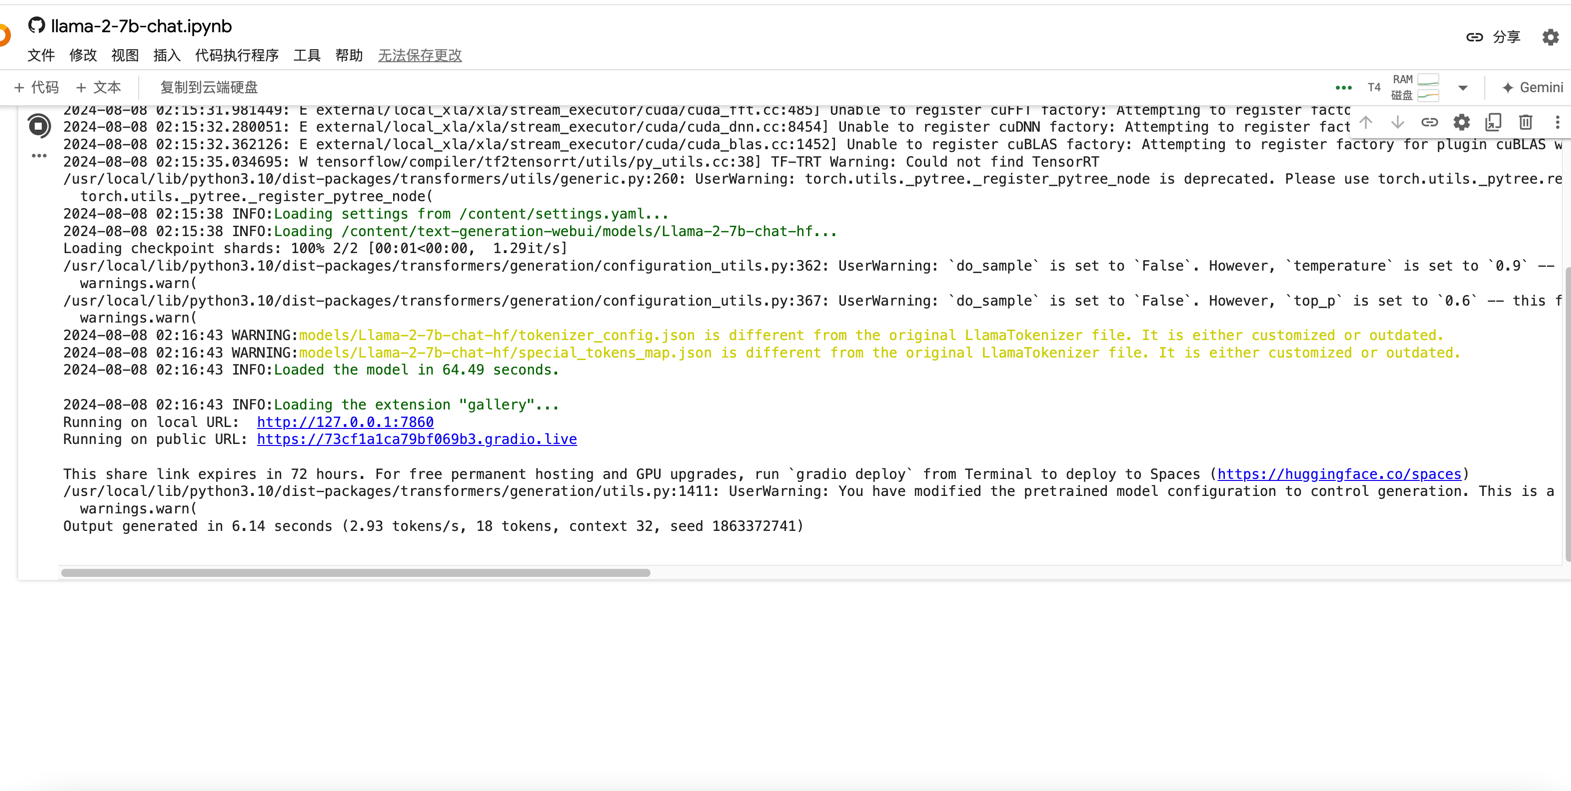 llama-2-7b-chat.ipynb
分享
文件 修改 视图 插入 代码执行程序 工具 帮助 无法保存更改
+ 代码 + 文本 复制到云端硬盘
T4
RAM
磁盘
Gemini
2024-08-08 02:15:31.981449: E external/local_xla/xla/stream_executor/cuda/cuda_fft.cc:485] Unable to register cuFFT factory: Attempting to register
2024-08-08 02:15:32.280051: E external/local_xla/xla/stream_executor/cuda/cuda_dnn.cc:8454] Unable to register cuDNN factory: Attempting to register
2024-08-08 02:15:32.362126: E external/local_xla/xla/stream_executor/cuda/cuda_blas.cc:1452] Unable to register cuBLAS factory: Attempting to register factory for plugin cuBLAS w
2024-08-08 02:15:35.034695: W tensorflow/compiler/tf2tensorrt/utils/py_utils.cc:38] TF-TRT Warning: Could not find TensorRT
/usr/local/lib/python3.10/dist-packages/transformers/utils/generic.py:260: UserWarning: torch.utils._pytree._register_pytree_node is deprecated. Please use torch.utils._pytree.re
torch.utils._pytree._register_pytree_node(
2024-08-08 02:15:38 INFO:Loading settings from /content/settings.yaml...
2024-08-08 02:15:38 INFO:Loading /content/text-generation-webui/models/Llama-2-7b-chat-hf...
Loading checkpoint shards: 100% 2/2 [00:01<00:00, 1.29it/s]
/usr/local/lib/python3.10/dist-packages/transformers/generation/configuration_utils.py:362: UserWarning: `do_sample` is set to `False`. However, `temperature` is set to `0.9` --
warnings.warn(
/usr/local/lib/python3.10/dist-packages/transformers/generation/configuration_utils.py:367: UserWarning: `do_sample` is set to `False`. However, `top_p` is set to `0.6` -- this f
warnings.warn(
2024-08-08 02:16:43 WARNING:models/Llama-2-7b-chat-hf/tokenizer_config.json is different from the original LlamaTokenizer file. It is either customized or outdated.
2024-08-08 02:16:43 WARNING:models/Llama-2-7b-chat-hf/special_tokens_map.json is different from the original LlamaTokenizer file. It is either customized or outdated.
2024-08-08 02:16:43 INFO:Loaded the model in 64.49 seconds.
2024-08-08 02:16:43 INFO:Loading the extension "gallery"...
Running on local URL: http://127.0.0.1:7860
Running on public URL: https://73cf1a1ca79bf069b3.gradio.live
This share link expires in 72 hours. For free permanent hosting and GPU upgrades, run `gradio deploy` from Terminal to deploy to Spaces (https://huggingface.co/spaces)
/usr/local/lib/python3.10/dist-packages/transformers/generation/utils.py:1411: UserWarning: You have modified the pretrained model configuration to control generation. This is a
warnings.warn(
Output generated in 6.14 seconds (2.93 tokens/s, 18 tokens, context 32, seed 1863372741)